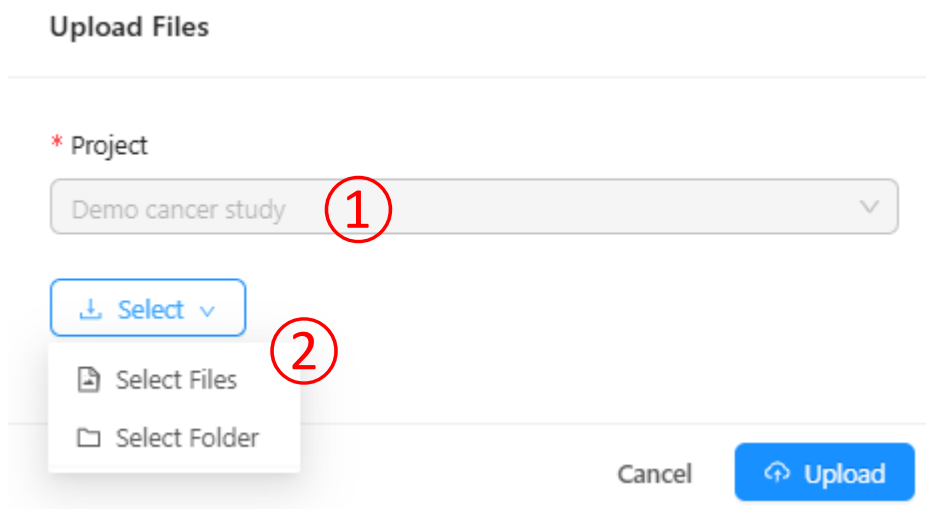 Upload Files
* Project
Demo cancer study ①
Select
②
Select Files
Select Folder
Cancel Upload